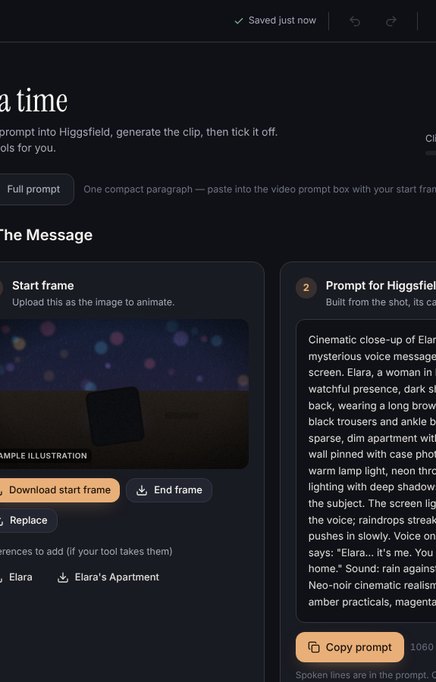 Saved just now
a time
prompt into Higgsfield, generate the clip, then tick it off.
ols for you.
Full prompt
One compact paragraph — paste into the video prompt box with your start fram
The Message
Start frame
Upload this as the image to animate.
AMPLE ILLUSTRATION
Download start frame
End frame
Replace
erences to add (if your tool takes them)
Elara
Elara's Apartment
2
Prompt for Higgsfiel
Built from the shot, its ca
Cinematic close-up of Elar
mysterious voice message
screen. Elara, a woman in
watchful presence, dark sh
back, wearing a long brow
black trousers and ankle b
sparse, dim apartment with
wall pinned with case phot
warm lamp light, neon thro
lighting with deep shadow
the subject. The screen lig
the voice; raindrops streak
pushes in slowly. Voice on
says: "Elara... it's me. You
home." Sound: rain against
Neo-noir cinematic realism
amber practicals, magenta
Copy prompt
1060
Spoken lines are in the prompt. C